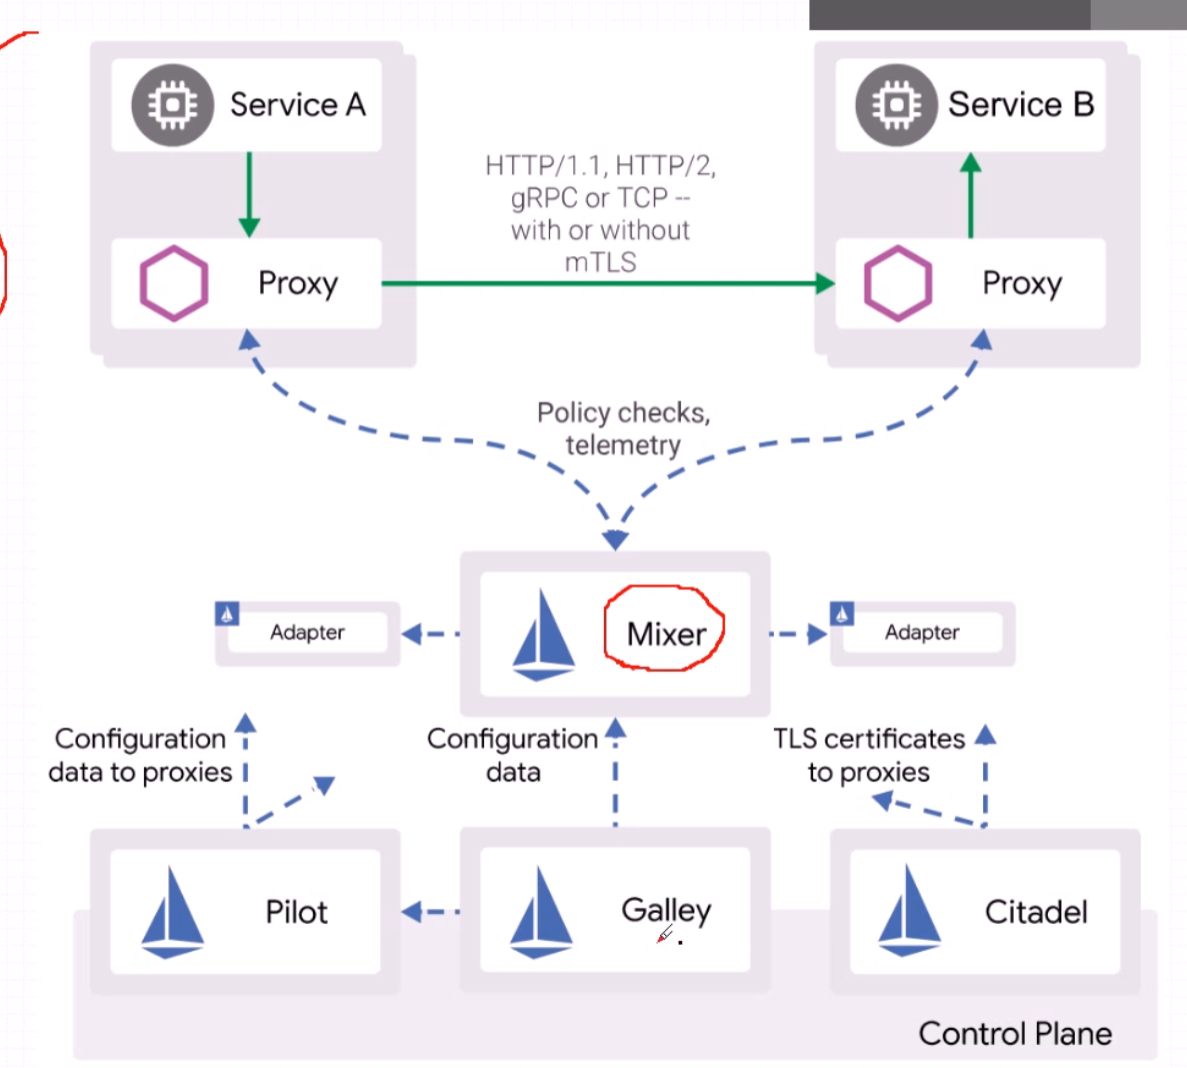 Service A
Service B
HTTP/1.1, HTTP/2,
gRPC or TCP --
with or without
mTLS
Proxy
Proxy
Policy checks,
telemetry
Adapter
Mixer
Adapter
Configuration
data to proxies
Configuration
data
TLS certificates
to proxies
Pilot
Galley
Citadel
Control Plane